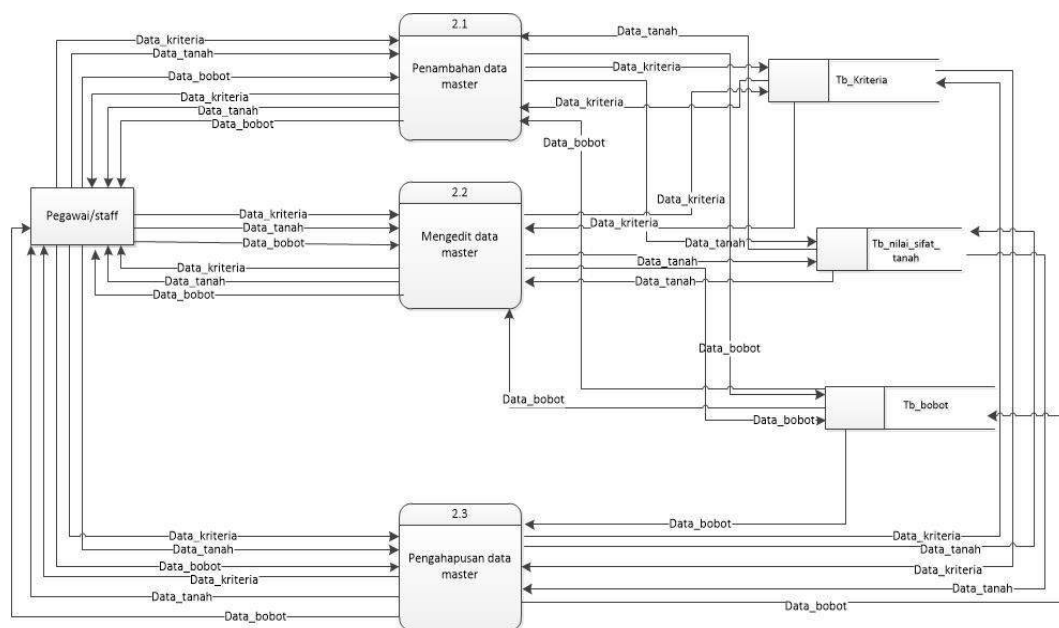 2.1
Penambahan data
master
Data_kriteria
Data_tanah
Data_bobot
Data_kriteria
Data_tanah
Data_bobot
Data_tanah
Data_kriteria
Data_kriteria
Data_bobot
Tb_Kriteria
Pegawai/staff
2.2
Mengedit data
master
Data_kriteria
Data_tanah
Data_bobot
Data_kriteria
Data_tanah
Data_bobot
Data_kriteria
Data_kriteria
Data_tanah
Data_tanah
Data_tanah
Tb_nilai_sifat_
tanah
Data_bobot
Data_bobot
Data_bobot
Tb_bobot
2.3
Pengahapusan data
master
Data_kriteria
Data_tanah
Data_bobot
Data_kriteria
Data_tanah
Data_bobot
Data_bobot
Data_kriteria
Data_tanah
Data_kriteria
Data_tanah
Data_bobot